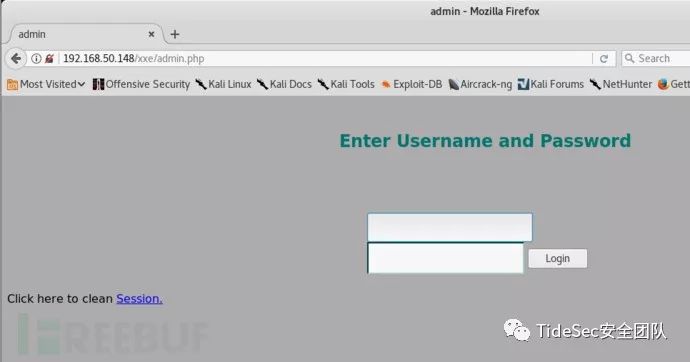 admin - Mozilla Firefox
admin
192.168.50.148/xxe/admin.php
Search
Most Visited Offensive Security Kali Linux Kali Docs Kali Tools Exploit-DB Aircrack-ng Kali Forums NetHunter Gett
Enter Username and Password
Login
Click here to clean Session.
REEBUF
TideSec安全团队